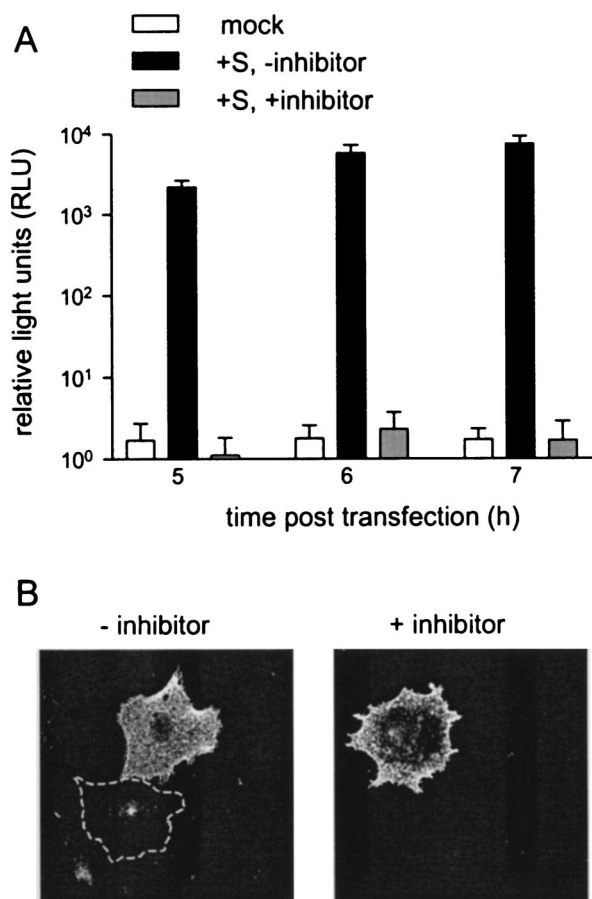 A
mock
+S, -inhibitor
+S, +inhibitor
relative light units (RLU)
10⁴
10³
10²
10¹
10⁰
5 6 7
time post transfection (h)
B
- inhibitor + inhibitor